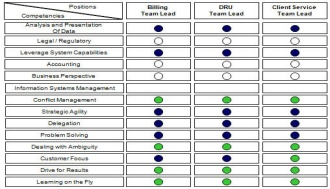 Positions
Competencies
Billing
Team Lead
DRU
Team Lead
Client Service
Team Lead
Analysis and Presentation
Of Data
Legal / Regulatory
Leverage System Capabilities
Accounting
Business Perspective
Information Systems Management
Conflict Management
Strategic Agility
Delegation
Problem Solving
Dealing with Ambiguity
Customer Focus
Drive for Results
Learning on the Fly